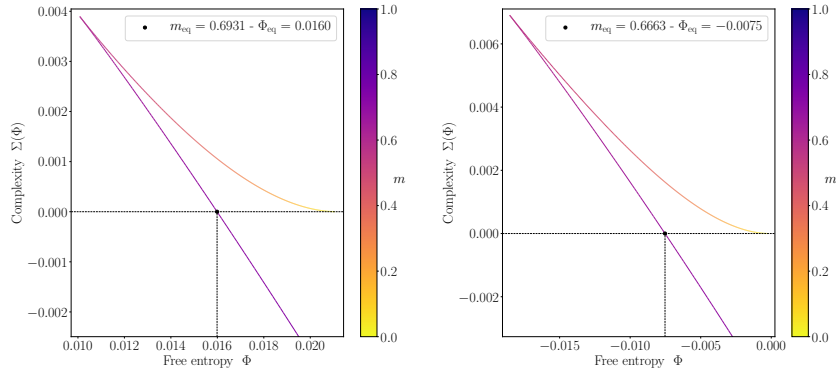 0.004
0.003
0.002
0.001
0.000
−0.001
−0.002
Complexity Σ(Φ)
0.010 0.012 0.014 0.016 0.018 0.020
Free entropy Φ
m_eq = 0.6931 - Φ_eq = 0.0160
1.0
0.8
0.6
0.4
0.2
0.0
m
0.006
0.004
0.002
0.000
−0.002
Complexity Σ(Φ)
−0.015 −0.010 −0.005 0.000
Free entropy Φ
m_eq = 0.6663 - Φ_eq = −0.0075
1.0
0.8
0.6
0.4
0.2
0.0
m